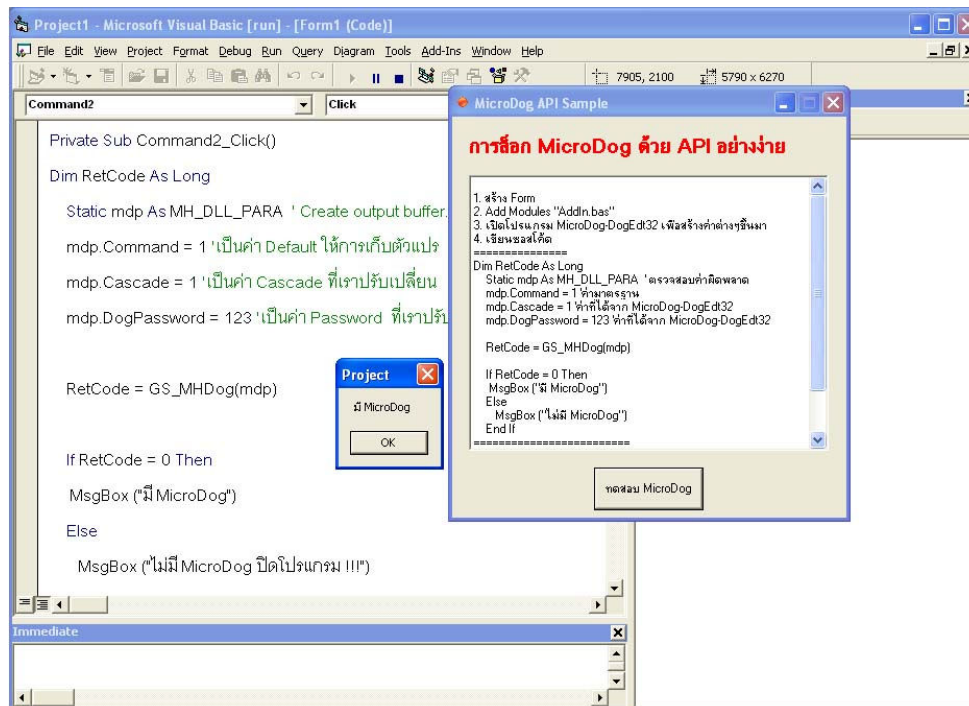 Project1 - Microsoft Visual Basic [run] - [Form1 (Code)]
File Edit View Project Format Debug Run Query Diagram Tools Add-Ins Window Help
7905, 2100 5790 x 6270
Command2 Click
Private Sub Command2_Click()
Dim RetCode As Long
Static mdp As MH_DLL_PARA ' Create output buffer.
mdp.Command = 1 'เป็นค่า Default ให้การเก็บตัวแปร
mdp.Cascade = 1 'เป็นค่า Cascade ที่เราปรับเปลี่ยน
mdp.DogPassword = 123 'เป็นค่า Password ที่เราปรับ
RetCode = GS_MHDog(mdp)
If RetCode = 0 Then
MsgBox ("มี MicroDog")
Else
MsgBox ("ไม่มี MicroDog ปิดโปรแกรม !!!")
Immediate
Project
มี MicroDog
OK
MicroDog API Sample
การล็อก MicroDog ด้วย API อย่างง่าย
1. สร้าง Form
2. Add Modules "AddIn.bas"
3. เปิดโปรแกรม MicroDog-DogEdt32 เพื่อสร้างค่าต่างๆขึ้นมา
4. เขียนซอสโค้ด
===============
Dim RetCode As Long
Static mdp As MH_DLL_PARA 'ตรวจสอบค่าผิดพลาด
mdp.Command = 1 'ค่ามาตรฐาน
mdp.Cascade = 1 'ค่าที่ได้จาก MicroDog-DogEdt32
mdp.DogPassword = 123 'ค่าที่ได้จาก MicroDog-DogEdt32
RetCode = GS_MHDog(mdp)
If RetCode = 0 Then
MsgBox ("มี MicroDog")
Else
MsgBox ("ไม่มี MicroDog")
End If
=========================
ทดสอบ MicroDog